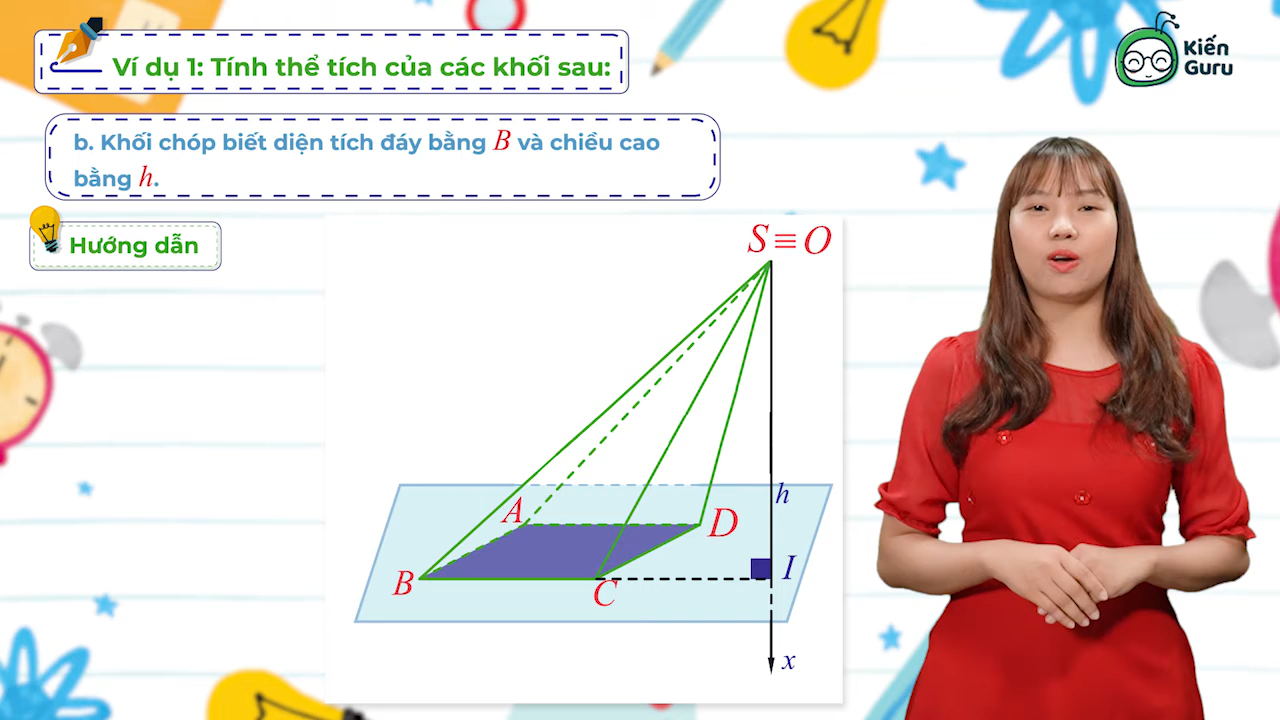 Ví dụ 1: Tính thể tích của các khối sau:
Kiến
Guru
b. Khối chóp biết diện tích đáy bằng B và chiều cao
bằng h.
Hướng dẫn
S≡O
h
A
D
I
B
C
x